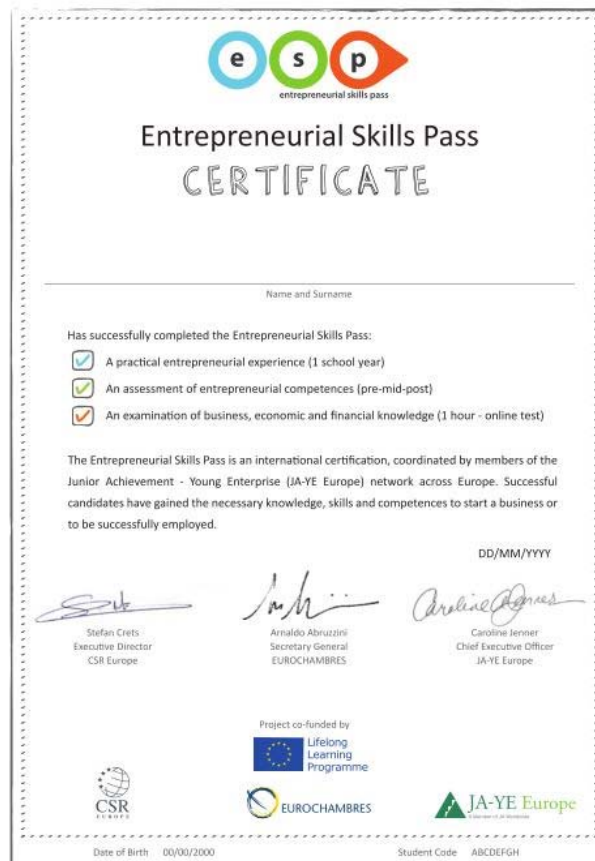 e s p
entrepreneurial skills pass
Entrepreneurial Skills Pass
CERTIFICATE
Name and Surname
Has successfully completed the Entrepreneurial Skills Pass:
A practical entrepreneurial experience (1 school year)
An assessment of entrepreneurial competences (pre-mid-post)
An examination of business, economic and financial knowledge (1 hour - online test)
The Entrepreneurial Skills Pass is an international certification, coordinated by members of the
Junior Achievement - Young Enterprise (JA-YE Europe) network across Europe. Successful
candidates have gained the necessary knowledge, skills and competences to start a business or
to be successfully employed.
DD/MM/YYYY
Caroline Jenner
Stefan Crets
Executive Director
CSR Europe
Arnaldo Abruzzini
Secretary General
EUROCHAMBRES
Caroline Jenner
Chief Executive Officer
JA-YE Europe
Project co-funded by
Lifelong
Learning
Programme
CSR
EUROPE
EUROCHAMBRES
JA-YE Europe
Date of Birth 00/00/2000
Student Code ABCDEFGH